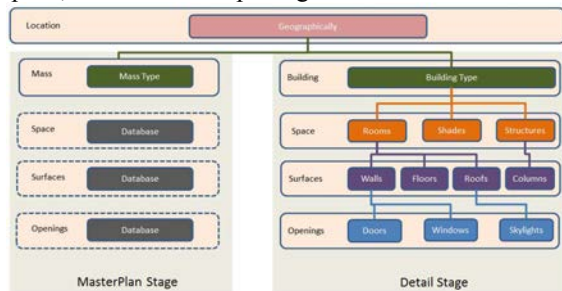 Location Geographically
Mass Mass Type
Building Building Type
Space Database
Space Rooms Shades Structures
Surfaces Database
Surfaces Walls Floors Roofs Columns
Openings Database
Openings Doors Windows Skylights
MasterPlan Stage
Detail Stage